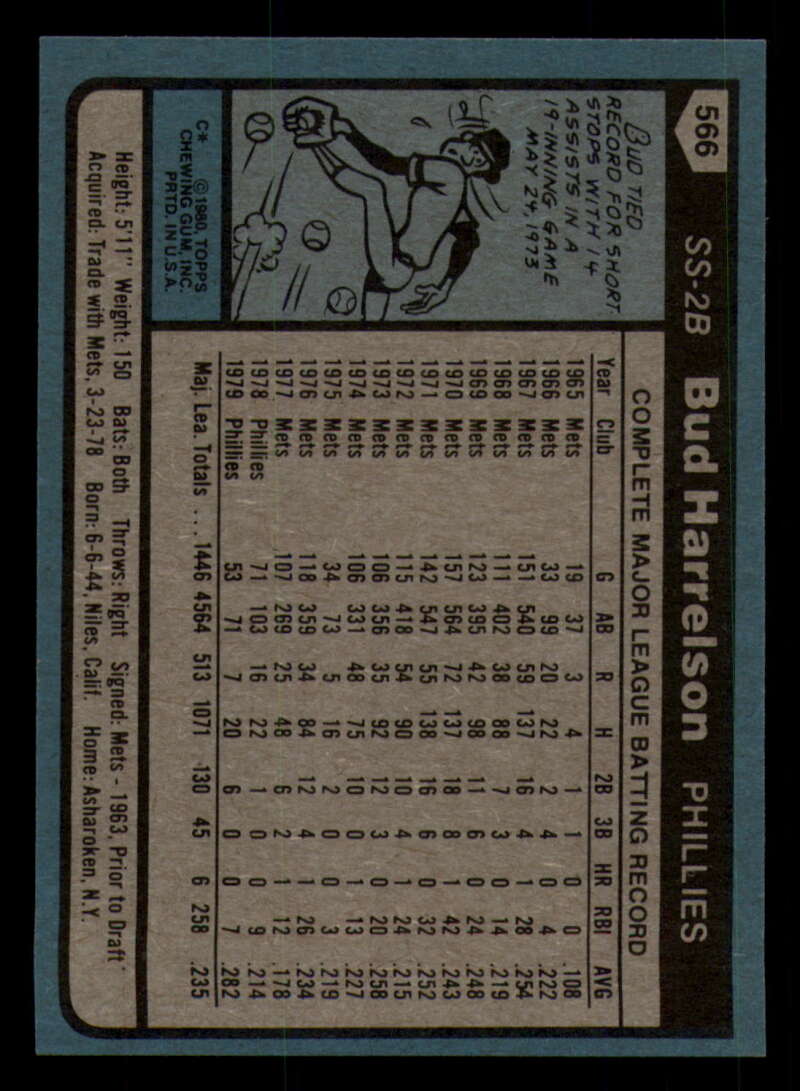 566 SS-2B Bud Harrelson PHILLIES
BUD TIED
RECORD FOR SHORT
STOPS WITH 14
ASSISTS IN A
19-INNING GAME
MAY 24, 1973
C* ©1980, TOPPS
CHEWING GUM, INC.
PRTD. IN U.S.A.
COMPLETE MAJOR LEAGUE BATTING RECORD
Year Club G AB R H 2B 3B HR RBI AVG
1965 Mets 19 37 3 4 1 1 0 0 .108
1966 Mets 33 99 20 22 2 4 0 4 .222
1967 Mets 151 540 59 137 16 4 1 28 .254
1968 Mets 111 402 38 88 7 3 0 14 .219
1969 Mets 123 395 42 98 11 6 0 24 .248
1970 Mets 157 564 72 137 18 8 1 42 .243
1971 Mets 142 547 55 138 16 6 0 32 .252
1972 Mets 115 418 54 90 10 4 1 24 .215
1973 Mets 106 356 35 92 12 3 0 20 .258
1974 Mets 106 331 48 75 10 0 1 13 .227
1975 Mets 34 73 5 16 2 0 0 3 .219
1976 Mets 118 359 34 84 12 4 1 26 .234
1977 Mets 107 269 25 48 6 2 1 12 .178
1978 Phillies 71 103 16 22 1 0 0 9 .214
1979 Phillies 53 71 7 20 6 0 0 7 .282
Maj. Lea. Totals ... 1446 4564 513 1071 130 45 6 258 .235
Height: 5'11" Weight: 150 Bats: Both Throws: Right Signed: Mets - 1963, Prior to Draft
Acquired: Trade with Mets, 3-23-78 Born: 6-6-44, Niles, Calif. Home: Asharoken, N.Y.